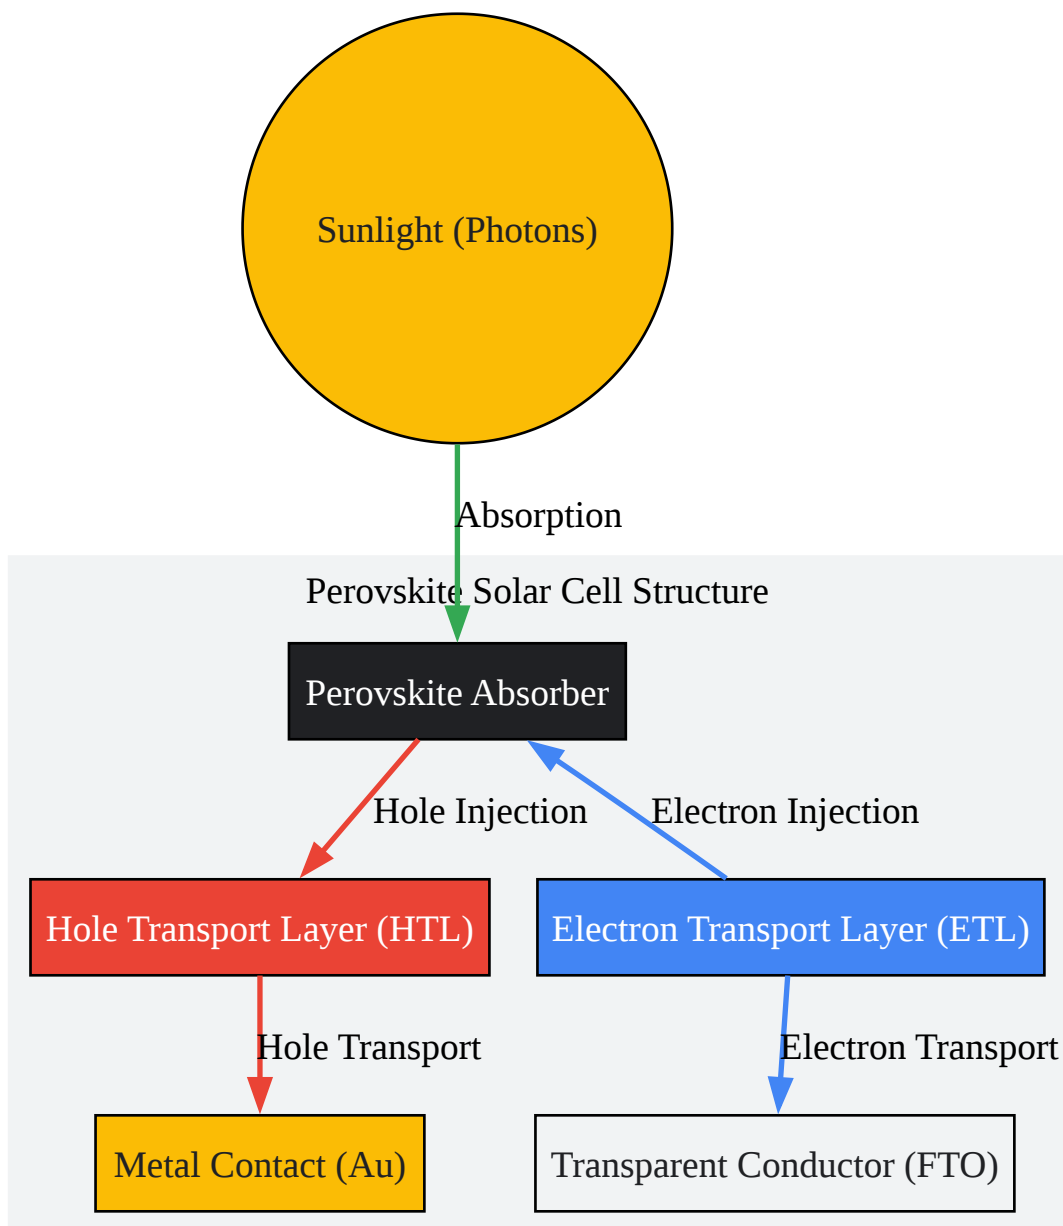 Sunlight (Photons)
Absorption
Perovskite Solar Cell Structure
Perovskite Absorber
Hole Injection
Electron Injection
Hole Transport Layer (HTL)
Electron Transport Layer (ETL)
Hole Transport
Electron Transport
Metal Contact (Au)
Transparent Conductor (FTO)